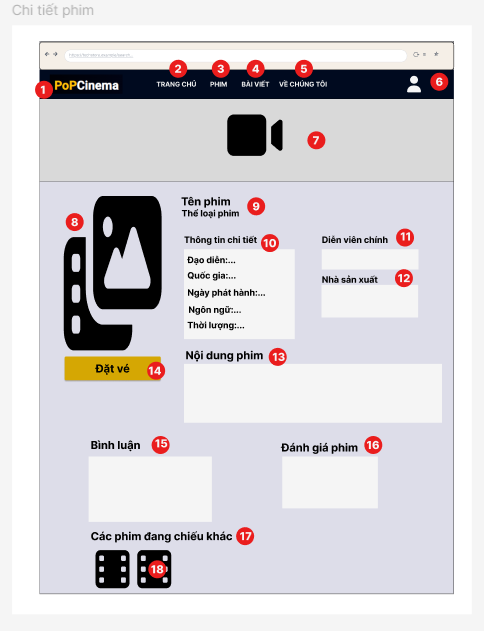 Chi tiết phim
2 3 4 5
1 PoPCinema TRANG CHỦ PHIM BÀI VIẾT VỀ CHÚNG TÔI 6
7
8
Tên phim 9
Thể loại phim
Thông tin chi tiết 10
Đạo diễn:...
Quốc gia:...
Ngày phát hành:...
Ngôn ngữ:...
Thời lượng:...
Diễn viên chính 11
Nhà sản xuất 12
Đặt vé 14
Nội dung phim 13
Bình luận 15
Đánh giá phim 16
Các phim đang chiếu khác 17
18